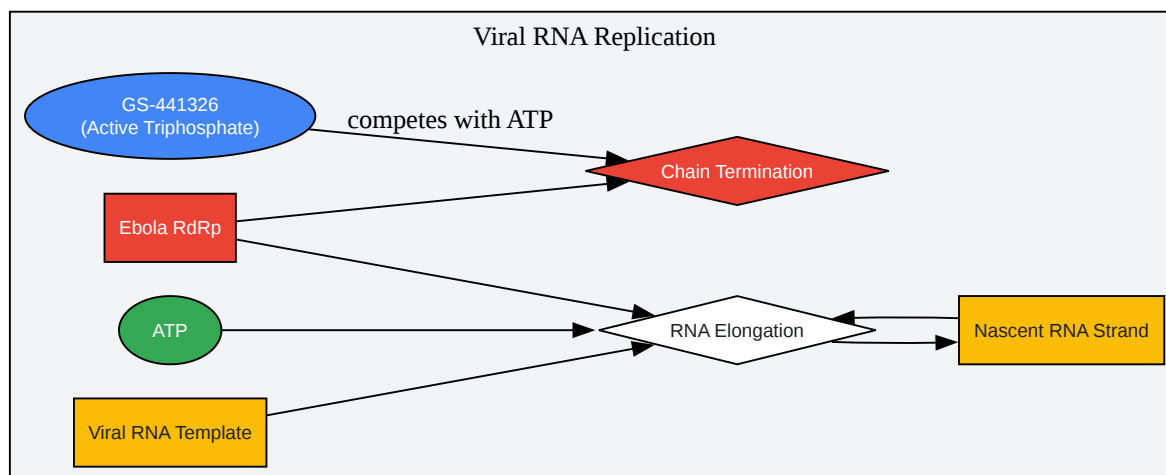 Viral RNA Replication
GS-441326
(Active Triphosphate)
competes with ATP
Chain Termination
Ebola RdRp
ATP
RNA Elongation
Nascent RNA Strand
Viral RNA Template